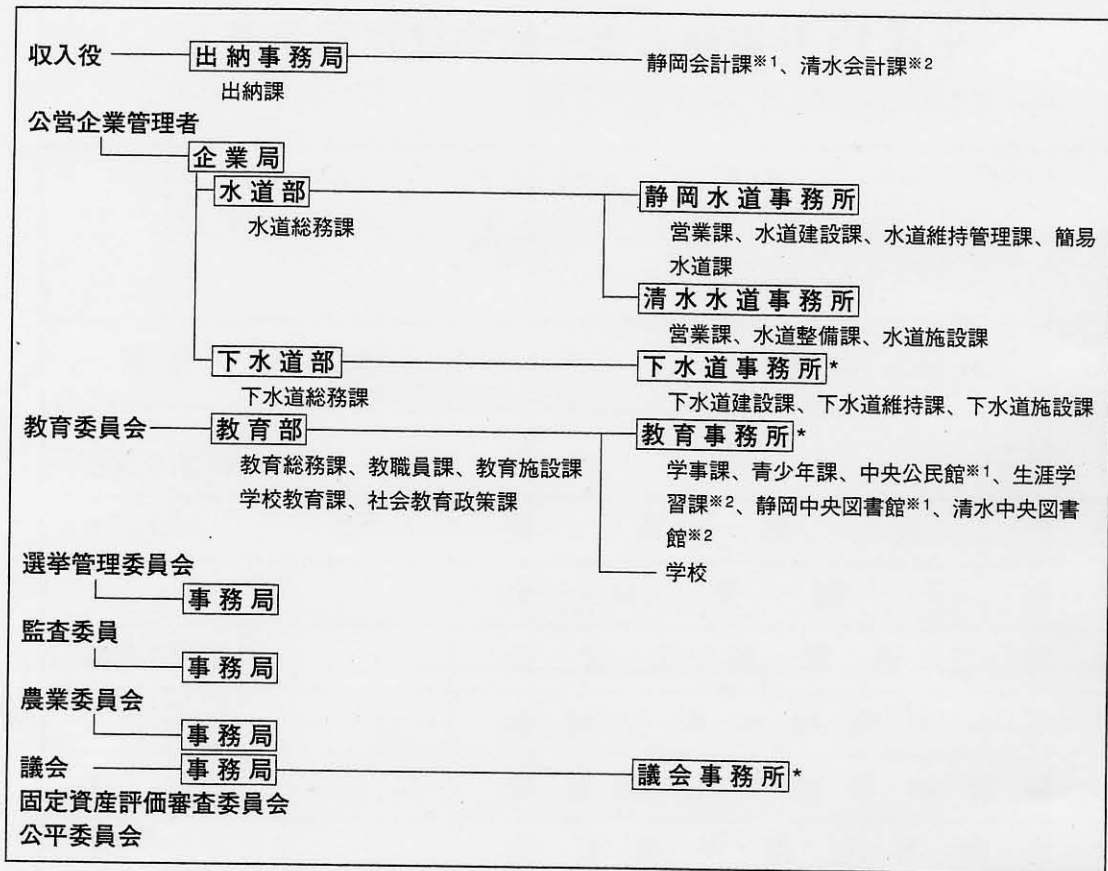 収入役 出納事務局 静岡会計課※1、清水会計課※2
出納課
公営企業管理者
企業局
水道部 静岡水道事務所
水道総務課 営業課、水道建設課、水道維持管理課、簡易
水道課
清水水道事務所
営業課、水道整備課、水道施設課
下水道部 下水道事務所*
下水道総務課 下水道建設課、下水道維持課、下水道施設課
教育委員会 教育部 教育事務所*
教育総務課、教職員課、教育施設課 学事課、青少年課、中央公民館※1、生涯学
学校教育課、社会教育政策課 習課※2、静岡中央図書館※1、清水中央図書
館※2
学校
選挙管理委員会
事務局
監査委員
事務局
農業委員会
事務局
議会 事務局 議会事務所*
固定資産評価審査委員会
公平委員会